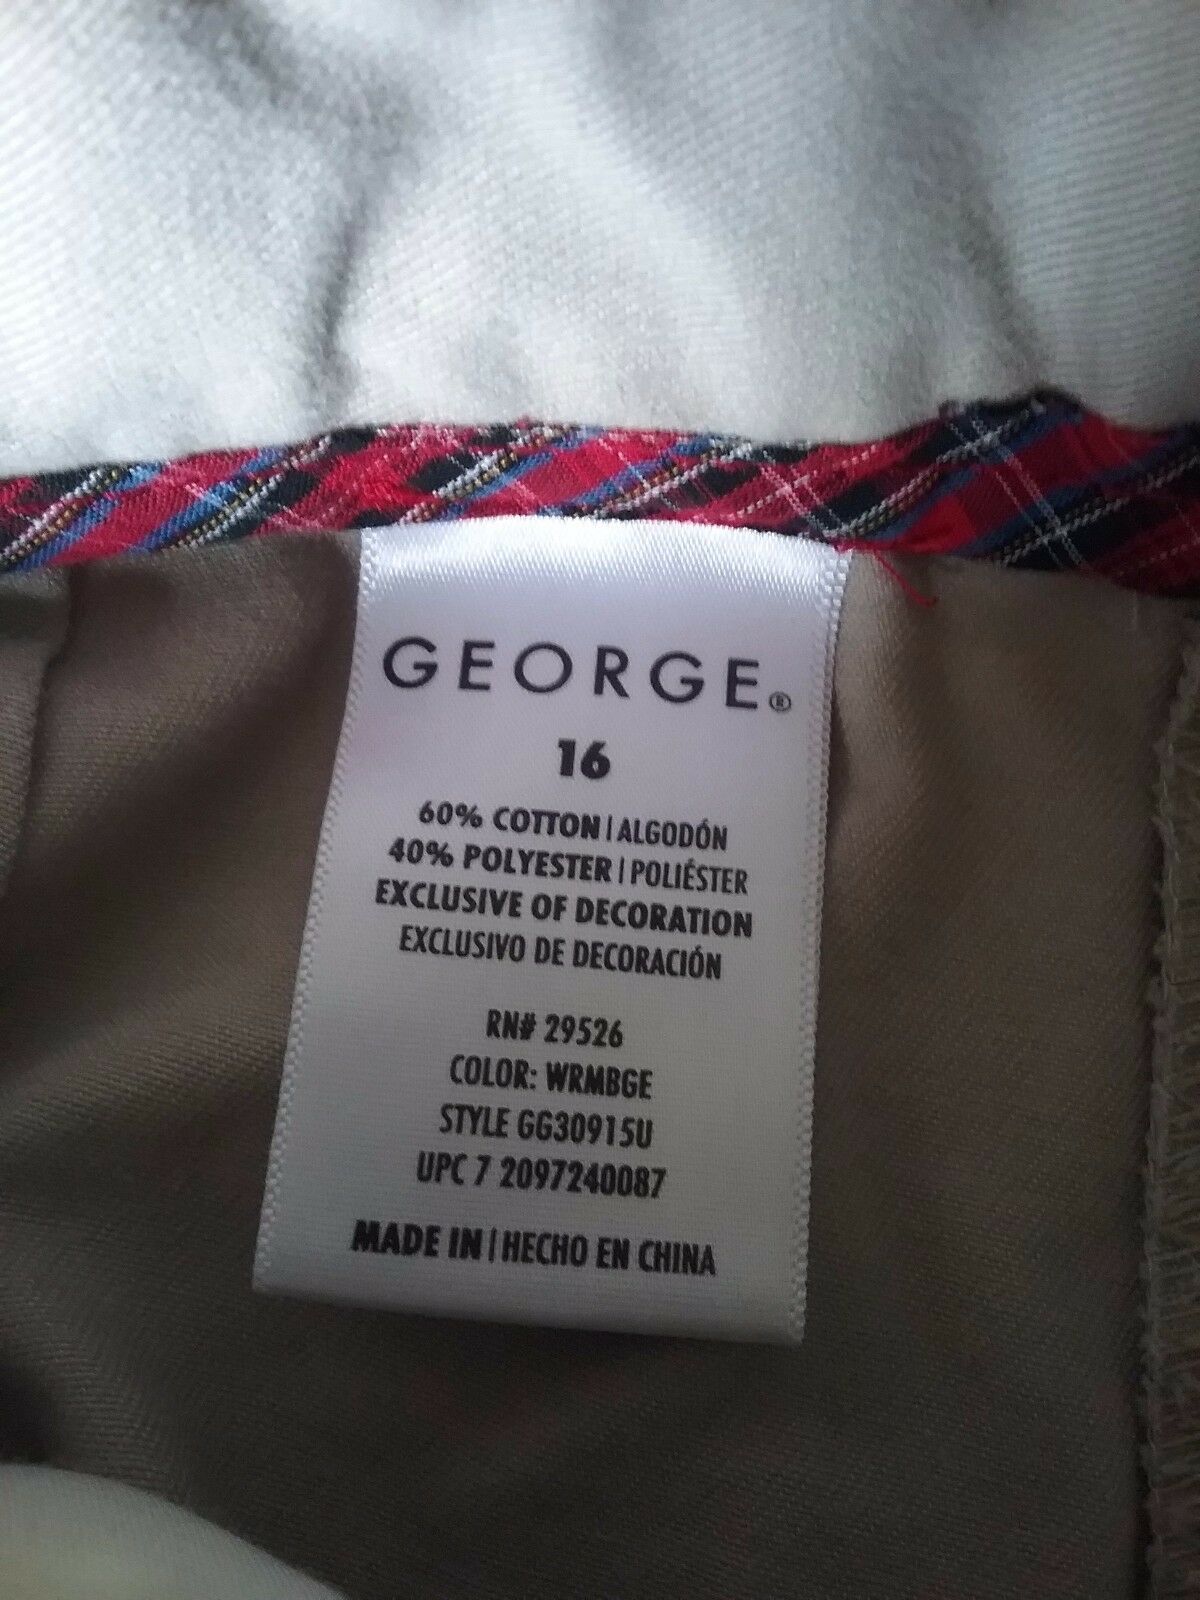 GEORGE®
16
60% COTTON | ALGODÓN
40% POLYESTER | POLIÉSTER
EXCLUSIVE OF DECORATION
EXCLUSIVO DE DECORACIÓN
RN# 29526
COLOR: WRMBGE
STYLE GG30915U
UPC 7 2097240087
MADE IN | HECHO EN CHINA